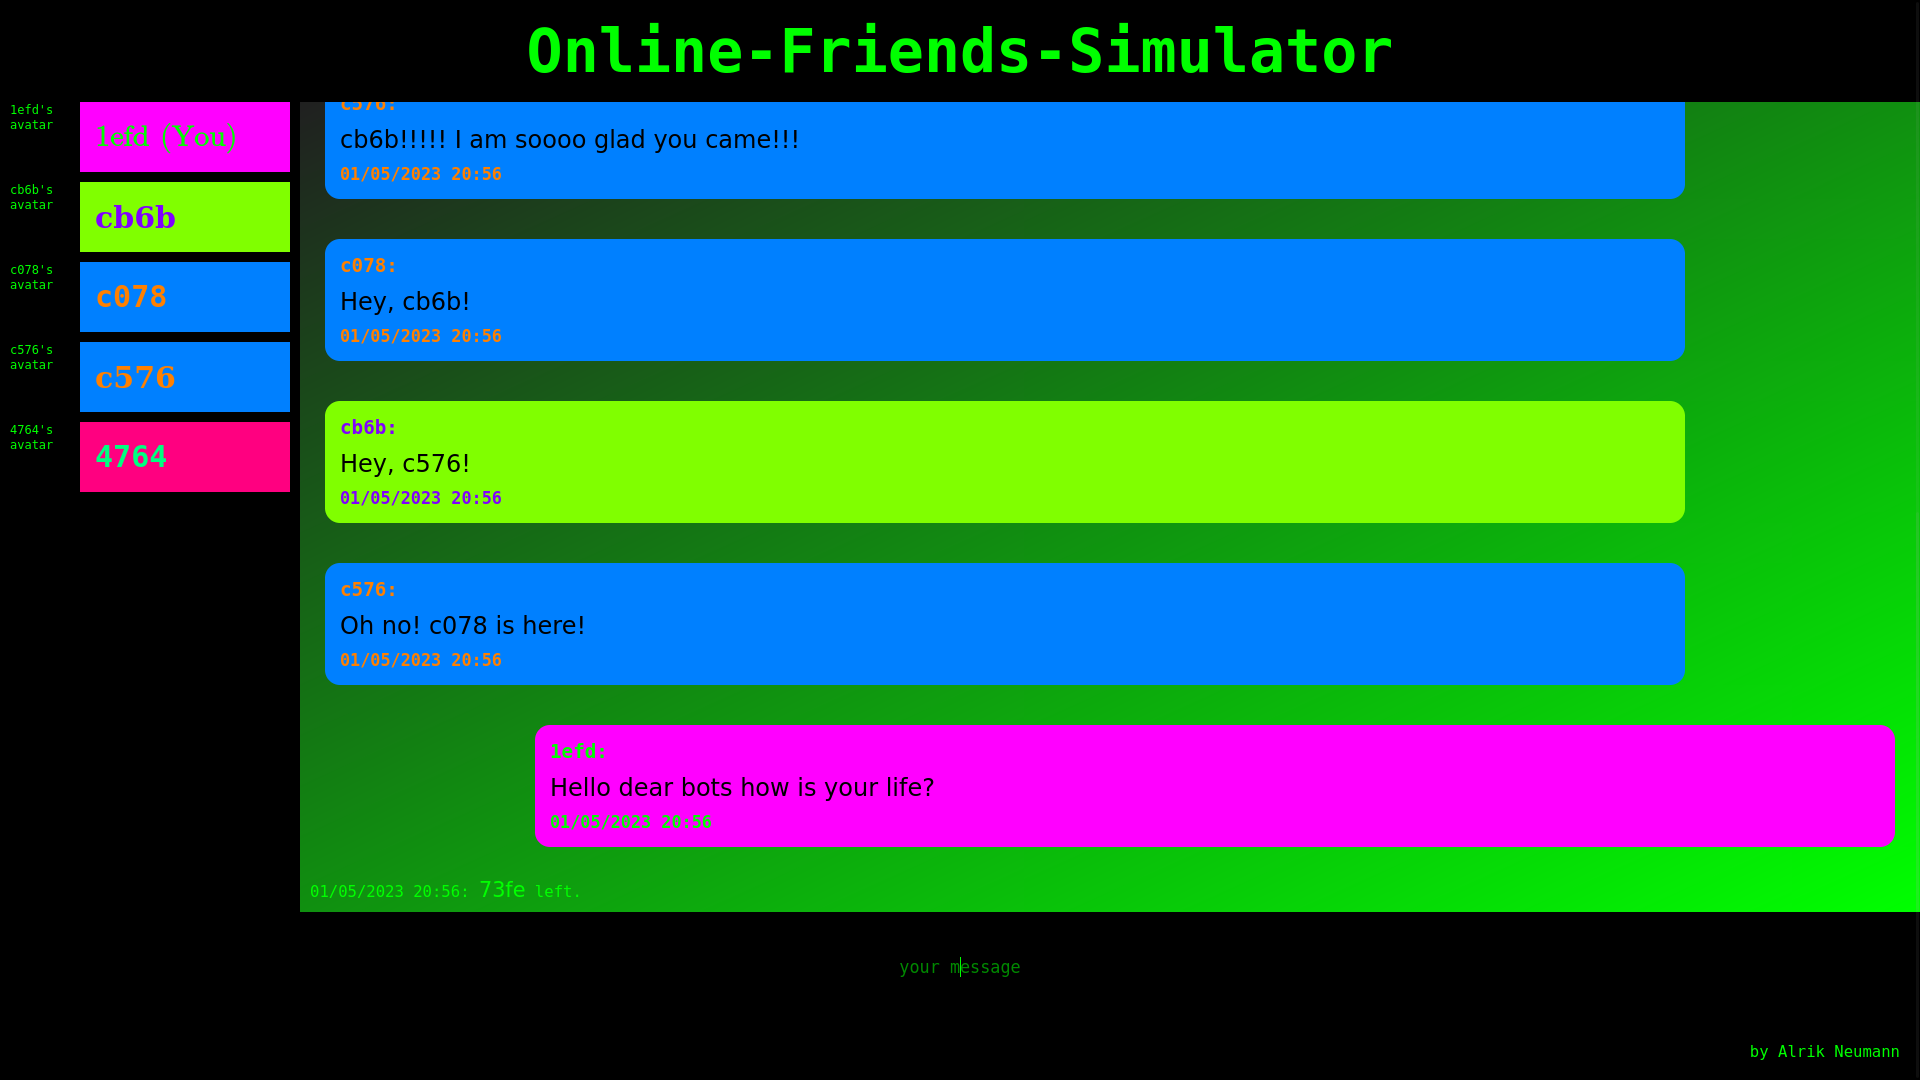 Online-Friends-Simulator
1efd's
avatar
1efd (You)
cb6b's
avatar
cb6b
c078's
avatar
c078
c576's
avatar
c576
4764's
avatar
4764
c576:
cb6b!!!!! I am soooo glad you came!!!
01/05/2023 20:56
c078:
Hey, cb6b!
01/05/2023 20:56
cb6b:
Hey, c576!
01/05/2023 20:56
c576:
Oh no! c078 is here!
01/05/2023 20:56
1efd:
Hello dear bots how is your life?
01/05/2023 20:56
01/05/2023 20:56: 73fe left.
your message
by Alrik Neumann